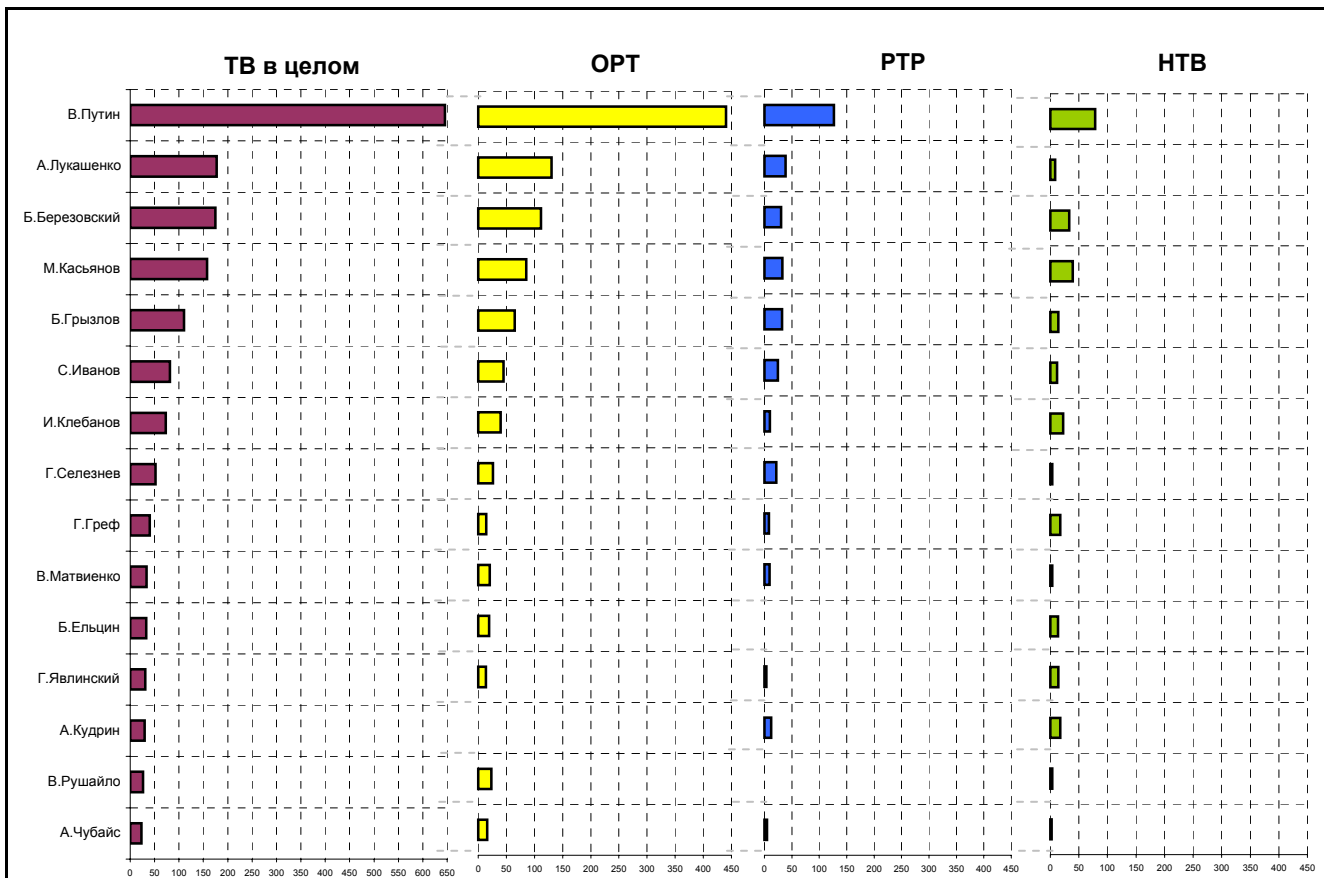 ТВ в целом ОРТ РТР НТВ
В.Путин
А.Лукашенко
Б.Березовский
М.Касьянов
Б.Грызлов
С.Иванов
И.Клебанов
Г.Селезнев
Г.Греф
В.Матвиенко
Б.Ельцин
Г.Явлинский
А.Кудрин
В.Рушайло
А.Чубайс
0 50 100 150 200 250 300 350 400 450 500 550 600 650 0 50 100 150 200 250 300 350 400 450 0 50 100 150 200 250 300 350 400 450 0 50 100 150 200 250 300 350 400 450